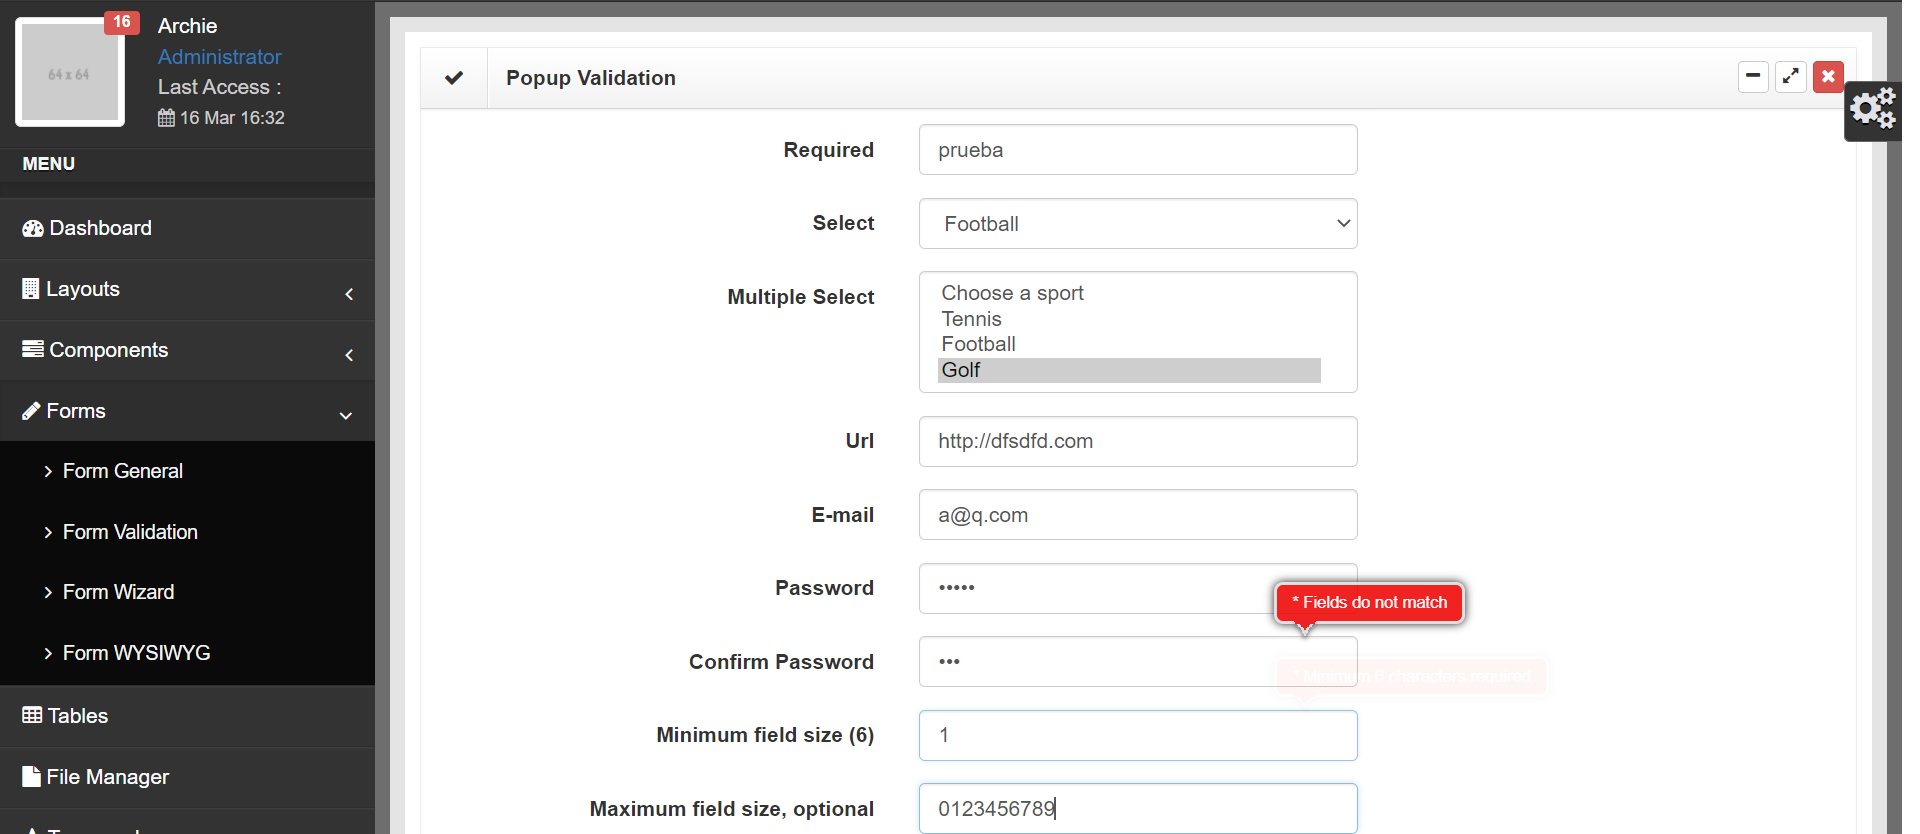 64 x 64
16
Archie
Administrator
Last Access :
16 Mar 16:32
MENU
Dashboard
Layouts
Components
Forms
Form General
Form Validation
Form Wizard
Form WYSIWYG
Tables
File Manager
Popup Validation
Required
prueba
Select
Football
Multiple Select
Choose a sport
Tennis
Football
Golf
Url
http://dfsdfd.com
E-mail
a@q.com
Password
•••••
* Fields do not match
Confirm Password
•••
* Minimum 6 characters required
Minimum field size (6)
1
Maximum field size, optional
0123456789